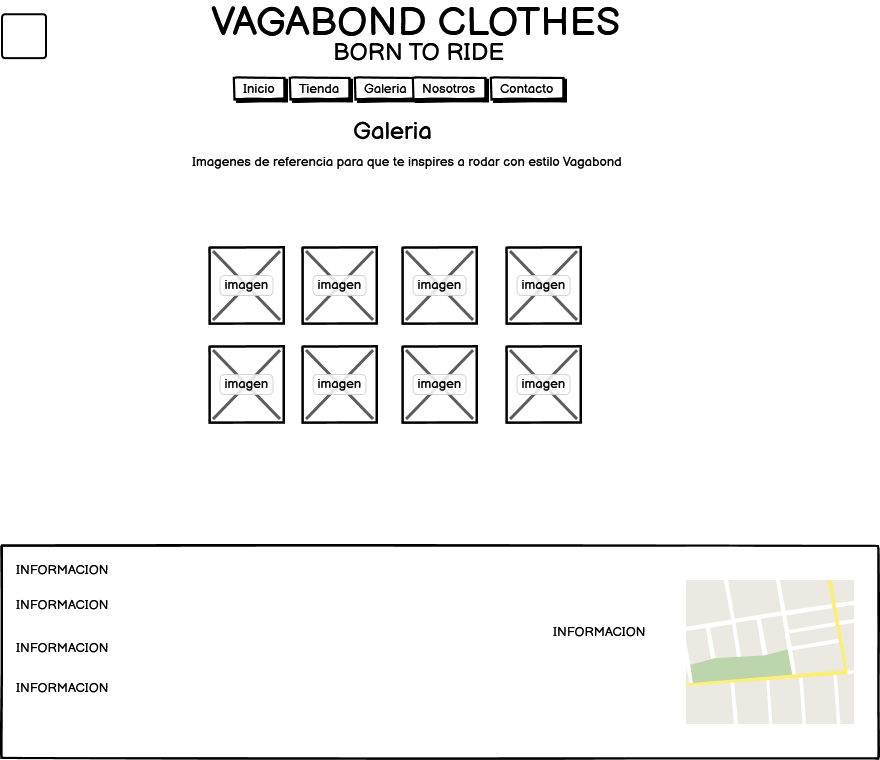 VAGABOND CLOTHES
BORN TO RIDE
Inicio Tienda Galeria Nosotros Contacto
Galeria
Imagenes de referencia para que te inspires a rodar con estilo Vagabond
imagen imagen imagen imagen
imagen imagen imagen imagen
INFORMACION
INFORMACION
INFORMACION
INFORMACION
INFORMACION